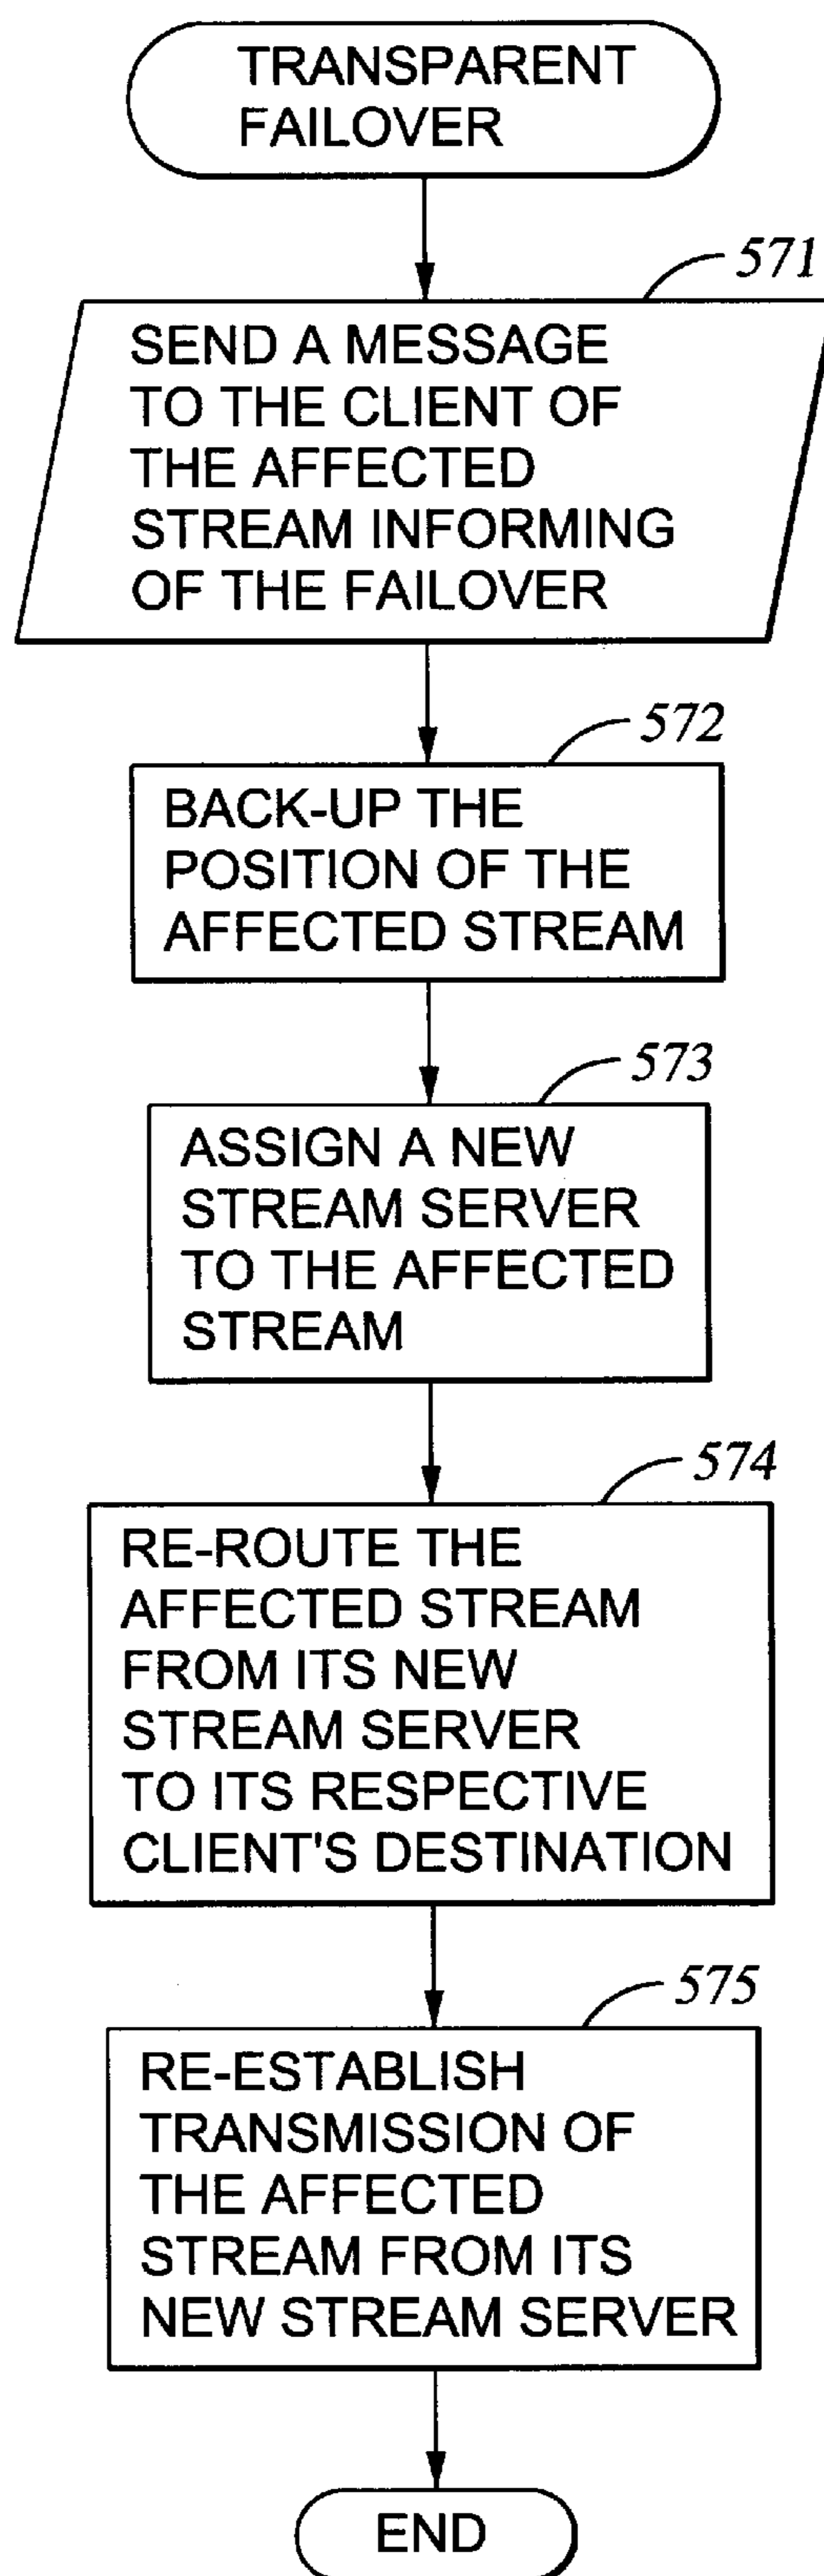 TRANSPARENT
FAILOVER
571
SEND A MESSAGE
TO THE CLIENT OF
THE AFFECTED
STREAM INFORMING
OF THE FAILOVER
572
BACK-UP THE
POSITION OF THE
AFFECTED STREAM
573
ASSIGN A NEW
STREAM SERVER
TO THE AFFECTED
STREAM
574
RE-ROUTE THE
AFFECTED STREAM
FROM ITS NEW
STREAM SERVER
TO ITS RESPECTIVE
CLIENT'S DESTINATION
575
RE-ESTABLISH
TRANSMISSION OF
THE AFFECTED
STREAM FROM ITS
NEW STREAM SERVER
END